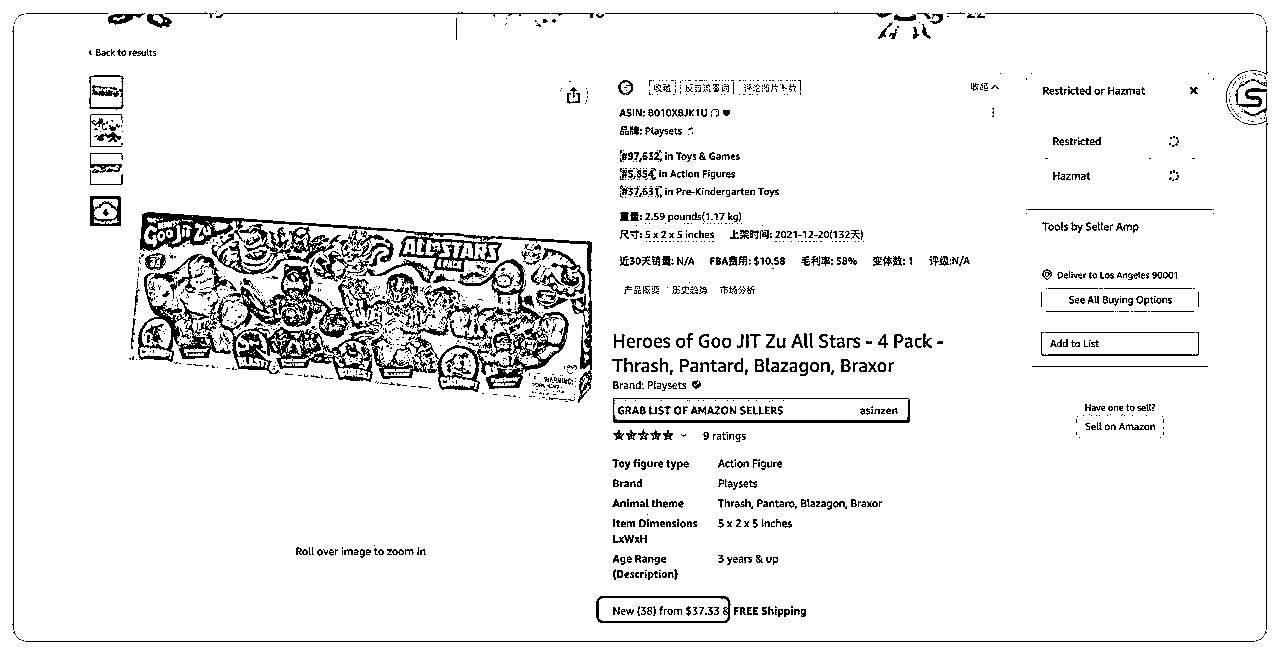 ‹ Back to results
收藏 反查流量词 评论图片下载
收起
ASIN: B010XBJK1U
品牌: Playsets
#97,632 in Toys & Games
#5,854 in Action Figures
#37,631 in Pre-Kindergarten Toys
重量: 2.59 pounds(1.17 kg)
尺寸: 5 x 2 x 5 inches 上架时间: 2021-12-20(132天)
近30天销量: N/A FBA费用: $10.58 毛利率: 58% 变体数: 1 评级:N/A
产品概要 历史趋势 市场分析
GOO JIT ZU
ALL STARS
WARNING:
Roll over image to zoom in
Heroes of Goo JIT Zu All Stars - 4 Pack -
Thrash, Pantard, Blazagon, Braxor
Brand: Playsets
GRAB LIST OF AMAZON SELLERS asinzen
9 ratings
Toy figure type Action Figure
Brand Playsets
Animal theme Thrash, Pantaro, Blazagon, Braxor
Item Dimensions 5 x 2 x 5 inches
LxWxH
Age Range 3 years & up
(Description)
New (38) from $37.33 & FREE Shipping
Restricted or Hazmat
Restricted
Hazmat
Tools by Seller Amp
Deliver to Los Angeles 90001
See All Buying Options
Add to List
Have one to sell?
Sell on Amazon